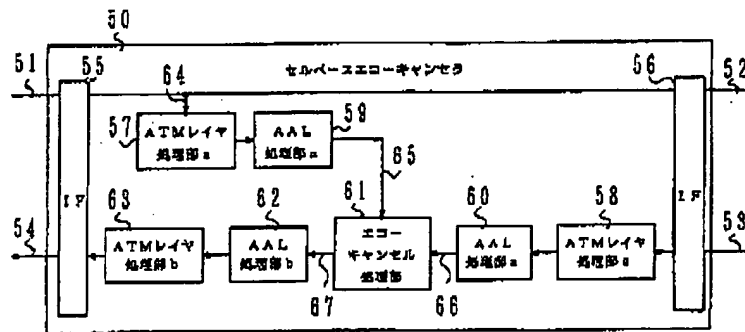 50
セルベースエコーキャンセラ
51
55
64
56
52
57
ATMレイヤ
処理部a
59
AAL
処理部a
65
IF
IF
63
62
61
60
58
54
ATMレイヤ
処理部b
AAL
処理部b
エコー
キャンセル
処理部
AAL
処理部a
ATMレイヤ
処理部a
53
67
66